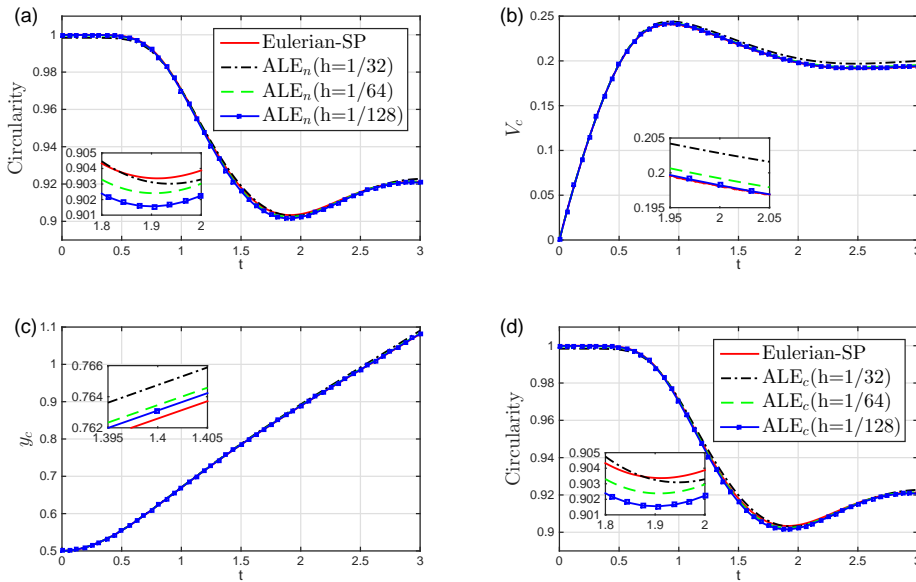 (a)
Circularity
1
0.98
0.96
0.94
0.92
0.9
0 0.5 1 1.5 2 2.5 3
t
Eulerian-SP
ALEn(h=1/32)
ALEn(h=1/64)
ALEn(h=1/128)
0.905
0.904
0.903
0.902
0.901
1.8 1.9 2
(b)
Vc
0.25
0.2
0.15
0.1
0.05
0
0 0.5 1 1.5 2 2.5 3
t
0.205
0.2
0.195
1.95 2 2.05
(c)
yc
1.1
1
0.9
0.8
0.7
0.6
0.5
0 0.5 1 1.5 2 2.5 3
t
0.766
0.764
0.762
1.395 1.4 1.405
(d)
Circularity
1
0.98
0.96
0.94
0.92
0.9
0 0.5 1 1.5 2 2.5 3
t
Eulerian-SP
ALEc(h=1/32)
ALEc(h=1/64)
ALEc(h=1/128)
0.905
0.904
0.903
0.902
0.901
1.8 1.9 2